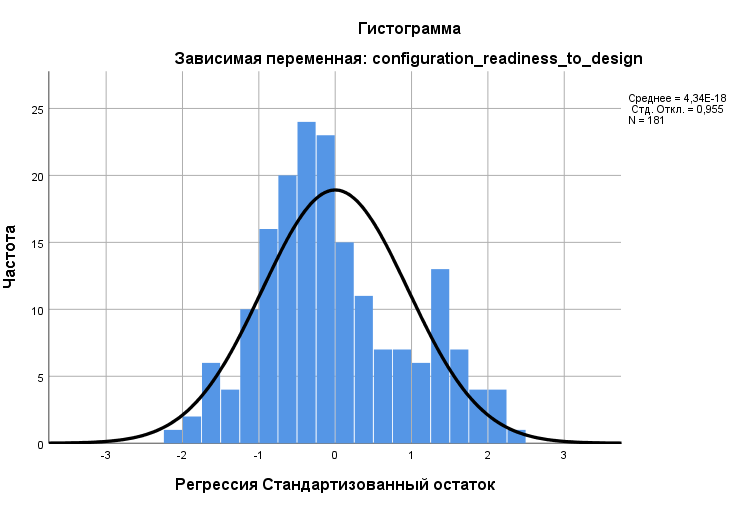 Гистограмма
Зависимая переменная: configuration_readiness_to_design
Среднее = 4,34E-18
Стд. Откл. = 0,955
N = 181
Частота
25
20
15
10
5
0
-3
-2
-1
0
1
2
3
Регрессия Стандартизованный остаток